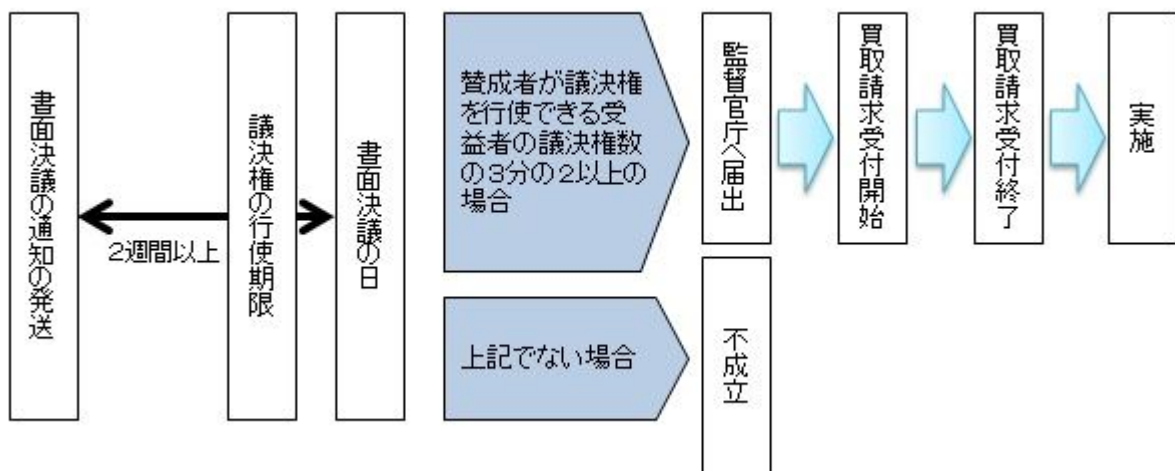 書面決議の通知の発送
2週間以上
議決権の行使期限
書面決議の日
賛成者が議決権
を行使できる受
益者の議決権数
の3分の2以上の
場合
上記でない場合
監督官庁へ届出
不成立
買取請求受付開始
買取請求受付終了
実施